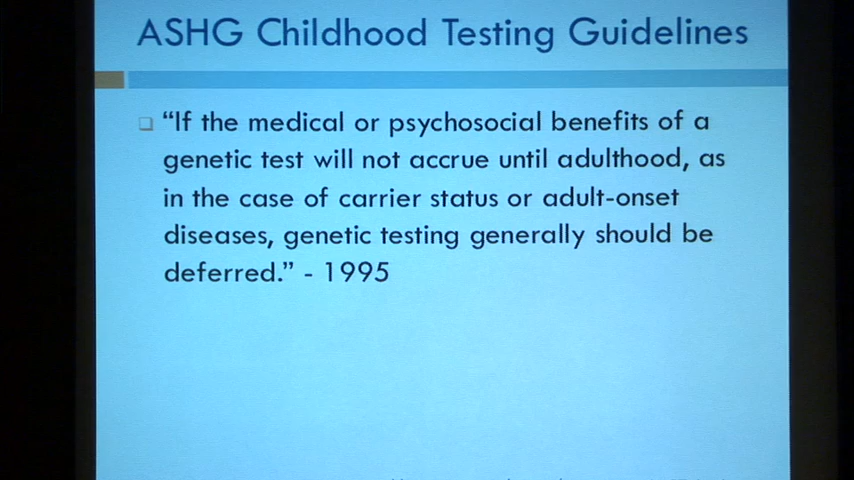 ASHG Childhood Testing Guidelines
“If the medical or psychosocial benefits of a
genetic test will not accrue until adulthood, as
in the case of carrier status or adult-onset
diseases, genetic testing generally should be
deferred.” - 1995